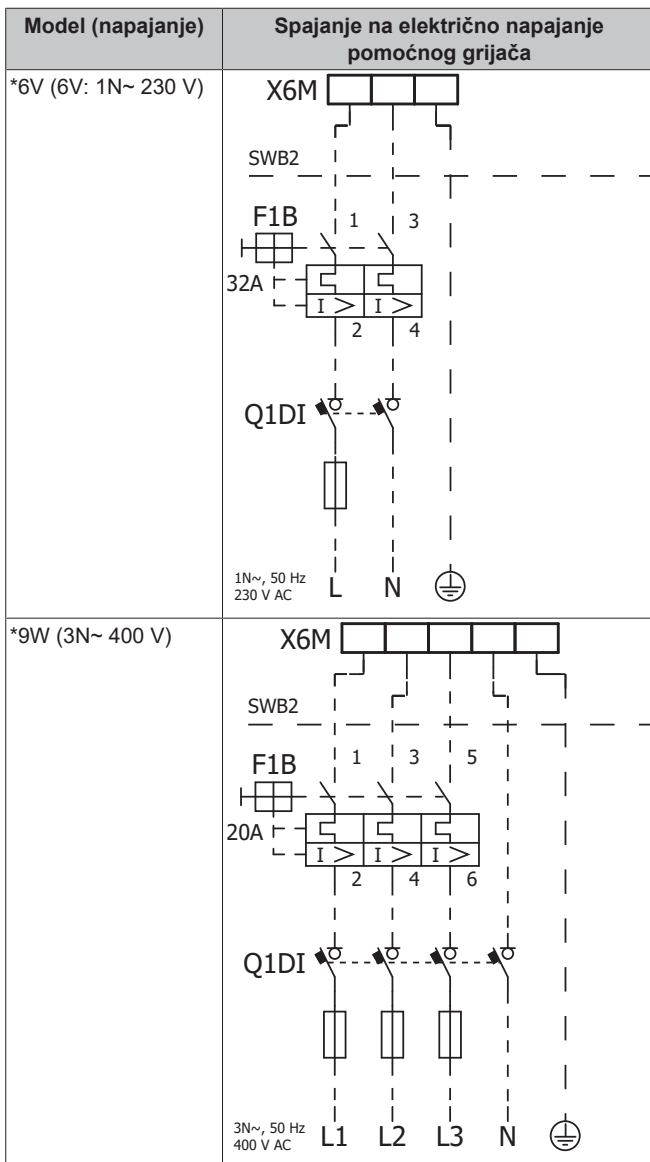 Model (napajanje)
Spajanje na električno napajanje
pomoćnog grijača
*6V (6V: 1N~ 230 V)
X6M
SWB2
F1B
1 3
32A
I > I >
2 4
Q1DI
1N~, 50 Hz
230 V AC
L N
*9W (3N~ 400 V)
X6M
SWB2
F1B
1 3 5
20A
I > I > I >
2 4 6
Q1DI
3N~, 50 Hz
400 V AC
L1 L2 L3 N